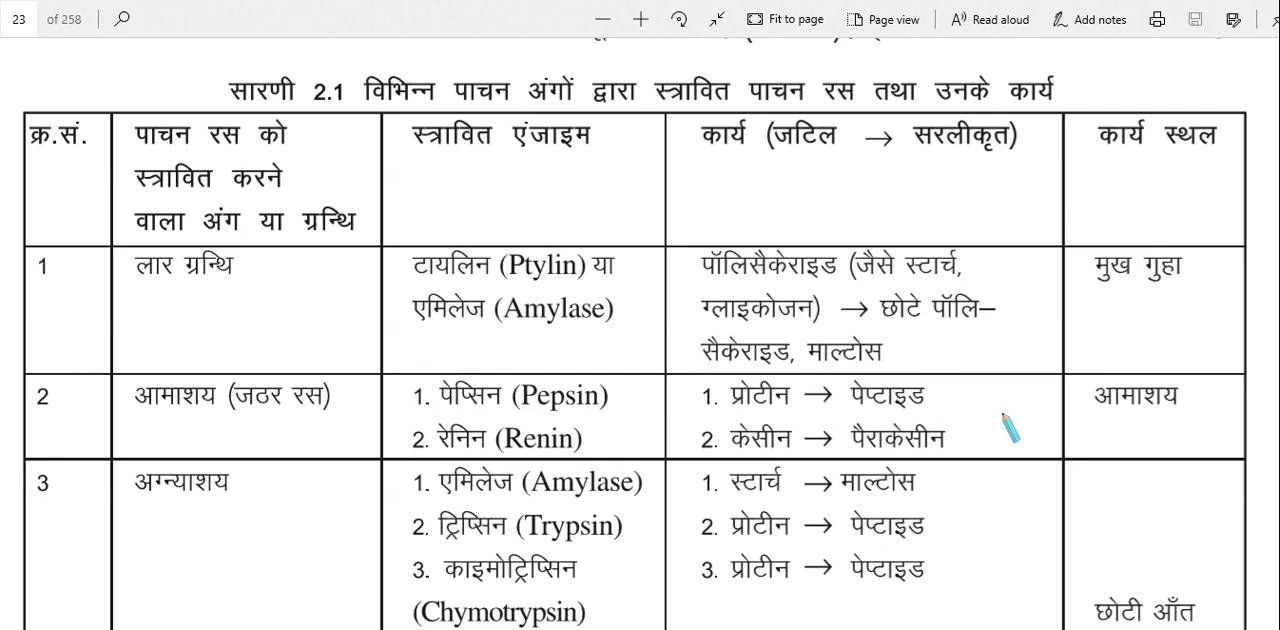 23 of 258 Fit to page Page view Read aloud Add notes
सारणी 2.1 विभिन्न पाचन अंगों द्वारा स्त्रावित पाचन रस तथा उनके कार्य
क्र.सं. पाचन रस को स्त्रावित एंजाइम कार्य (जटिल → सरलीकृत) कार्य स्थल
स्त्रावित करने
वाला अंग या ग्रन्थि
1 लार ग्रन्थि टायलिन (Ptylin) या पॉलिसैकेराइड (जैसे स्टार्च, मुख गुहा
एमिलेज (Amylase) ग्लाइकोजन) → छोटे पॉलि–
सैकेराइड, माल्टोस
2 आमाशय (जठर रस) 1. पेप्सिन (Pepsin) 1. प्रोटीन → पेप्टाइड आमाशय
2. रेनिन (Renin) 2. केसीन → पैराकेसीन
3 अग्न्याशय 1. एमिलेज (Amylase) 1. स्टार्च → माल्टोस
2. ट्रिप्सिन (Trypsin) 2. प्रोटीन → पेप्टाइड
3. काइमोट्रिप्सिन 3. प्रोटीन → पेप्टाइड
(Chymotrypsin) छोटी आँत